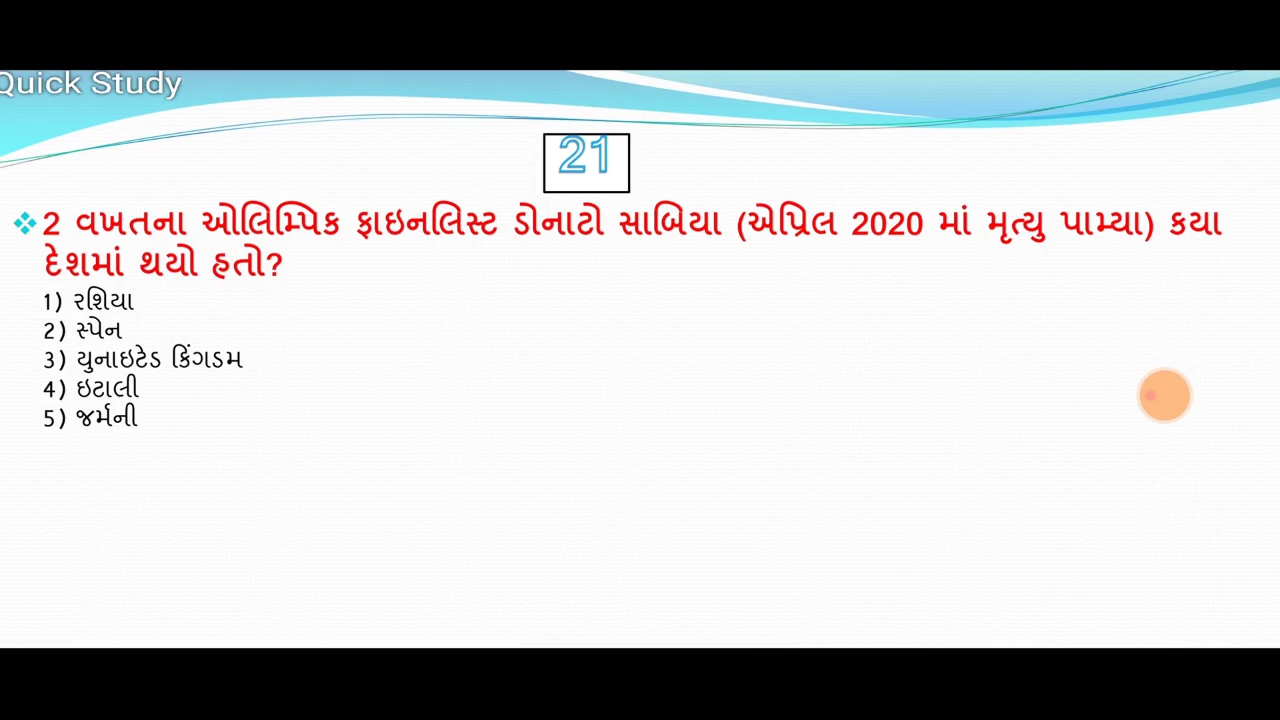 Quick Study
21
❖ 2 વખતના ઓલિમ્પિક ફાઇનલિસ્ટ ડોનાટો સાબિયા (એપ્રિલ 2020 માં મૃત્યુ પામ્યા) કયા
દેશમાં થયો હતો?
1) રશિયા
2) સ્પેન
3) યુનાઇટેડ કિંગડમ
4) ઇટાલી
5) જર્મની